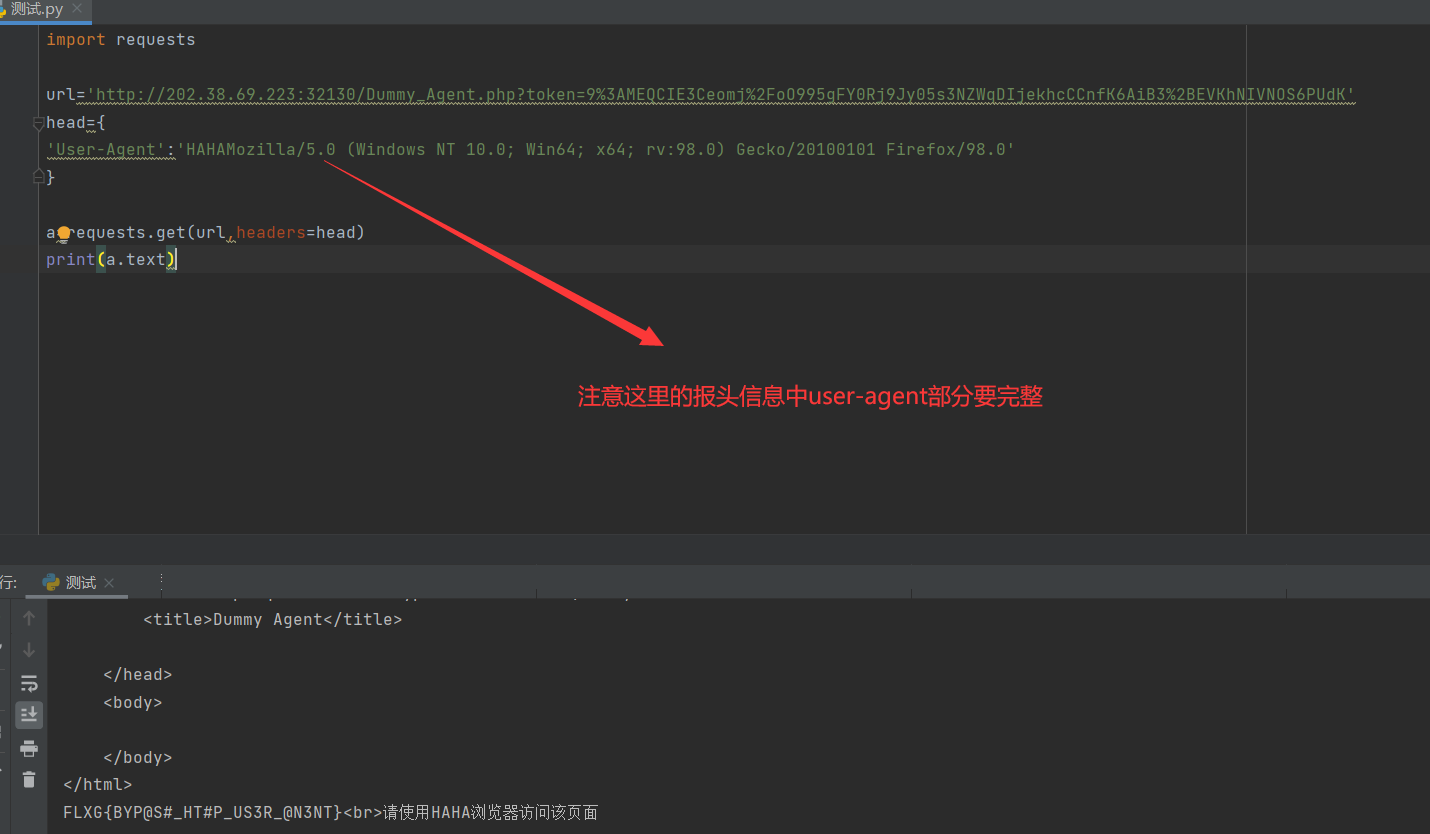 测试.py
import requests
url='http://202.38.69.223:32130/Dummy_Agent.php?token=9%3AMEQCIE3Ceomj%2FoO995qFY0Rj9Jy05s3NZWqDIjekhcCCnfK6AiB3%2BEVKhNIVNOS6PUdK'
head={
'User-Agent':'HAHAMozilla/5.0 (Windows NT 10.0; Win64; x64; rv:98.0) Gecko/20100101 Firefox/98.0'
}
a requests.get(url,headers=head)
print(a.text)
注意这里的报头信息中user-agent部分要完整
行: 测试
<title>Dummy Agent</title>
</head>
<body>
</body>
</html>
FLXG{BYP@S#_HT#P_US3R_@N3NT}<br>请使用HAHA浏览器访问该页面